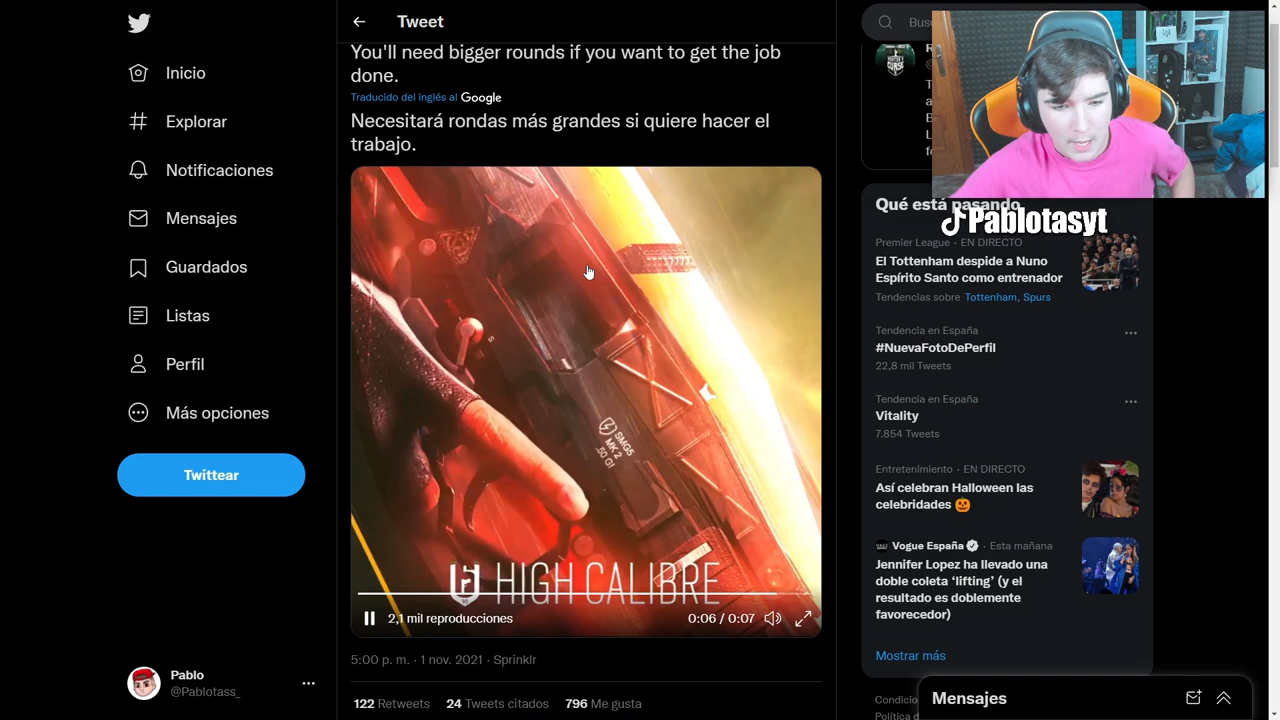 Inicio
Explorar
Notificaciones
Mensajes
Guardados
Listas
Perfil
Más opciones
Twittear
Pablo
@Pablotass_
Tweet
You'll need bigger rounds if you want to get the job
done.
Traducido del inglés al Google
Necesitará rondas más grandes si quiere hacer el
trabajo.
S
SMG5
MK 2
50 GI
HIGH CALIBRE
2,1 mil reproducciones
0:06 / 0:07
5:00 p. m. · 1 nov. 2021 · Sprinklr
122 Retweets 24 Tweets citados 796 Me gusta
Pablotasyt
Qué está pasando
Premier League · EN DIRECTO
El Tottenham despide a Nuno
Espírito Santo como entrenador
Tendencias sobre Tottenham, Spurs
Tendencia en España
#NuevaFotoDePerfil
22,8 mil Tweets
Tendencia en España
Vitality
7.854 Tweets
Entretenimiento · EN DIRECTO
Así celebran Halloween las
celebridades 🎃
Vogue España · Esta mañana
Jennifer Lopez ha llevado una
doble coleta ‘lifting’ (y el
resultado es doblemente
favorecedor)
Mostrar más
Mensajes